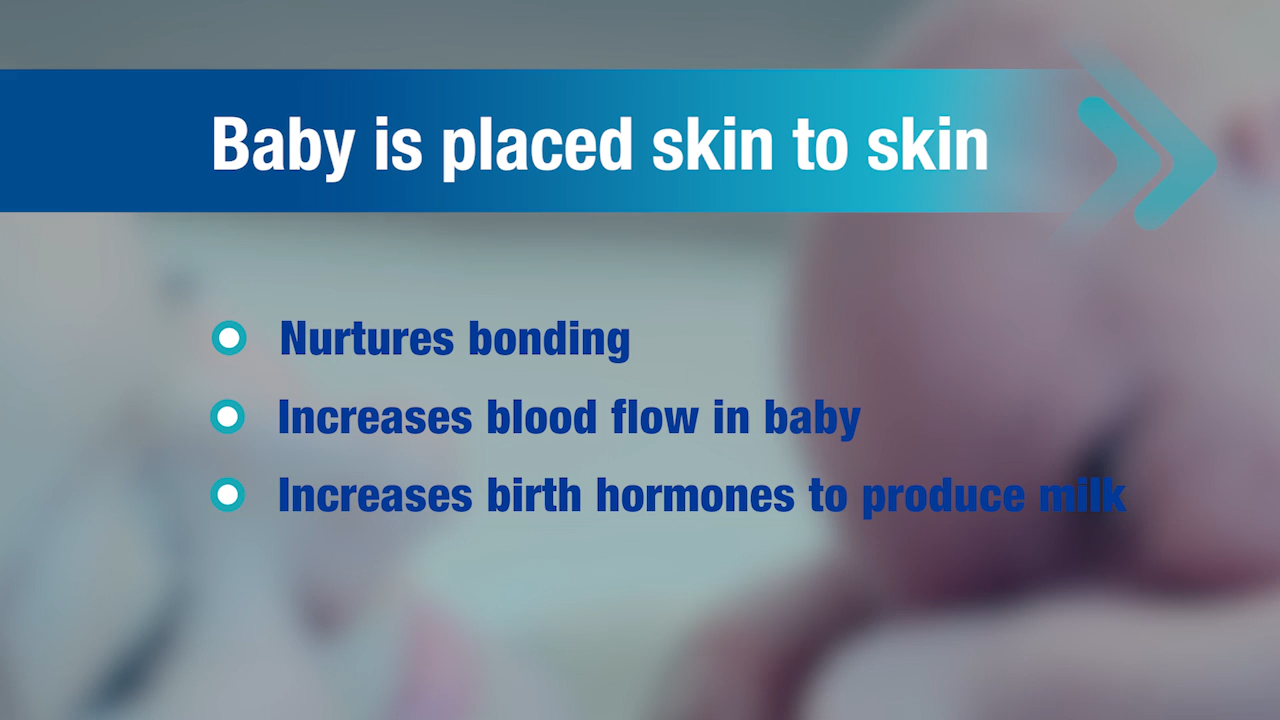 Baby is placed skin to skin
Nurtures bonding
Increases blood flow in baby
Increases birth hormones to produce milk